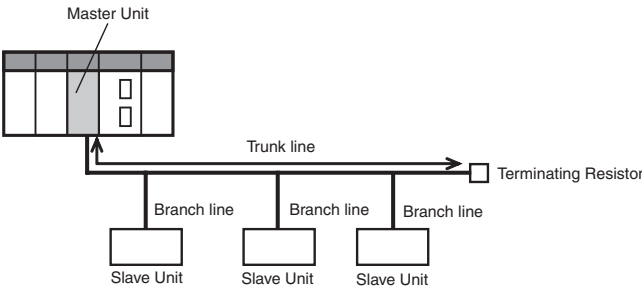 Master Unit
Trunk line
Terminating Resistor
Branch line
Branch line
Branch line
Slave Unit
Slave Unit
Slave Unit